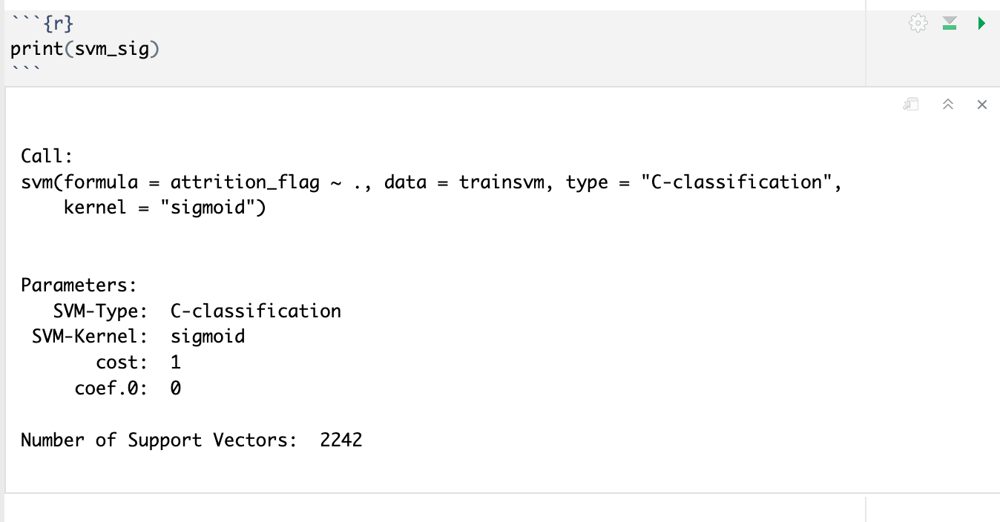 ```{r}
print(svm_sig)
```
Call:
svm(formula = attrition_flag ~ ., data = trainsvm, type = "C-classification",
    kernel = "sigmoid")
Parameters:
   SVM-Type:  C-classification
 SVM-Kernel:  sigmoid
       cost:  1
     coef.0:  0
Number of Support Vectors:  2242